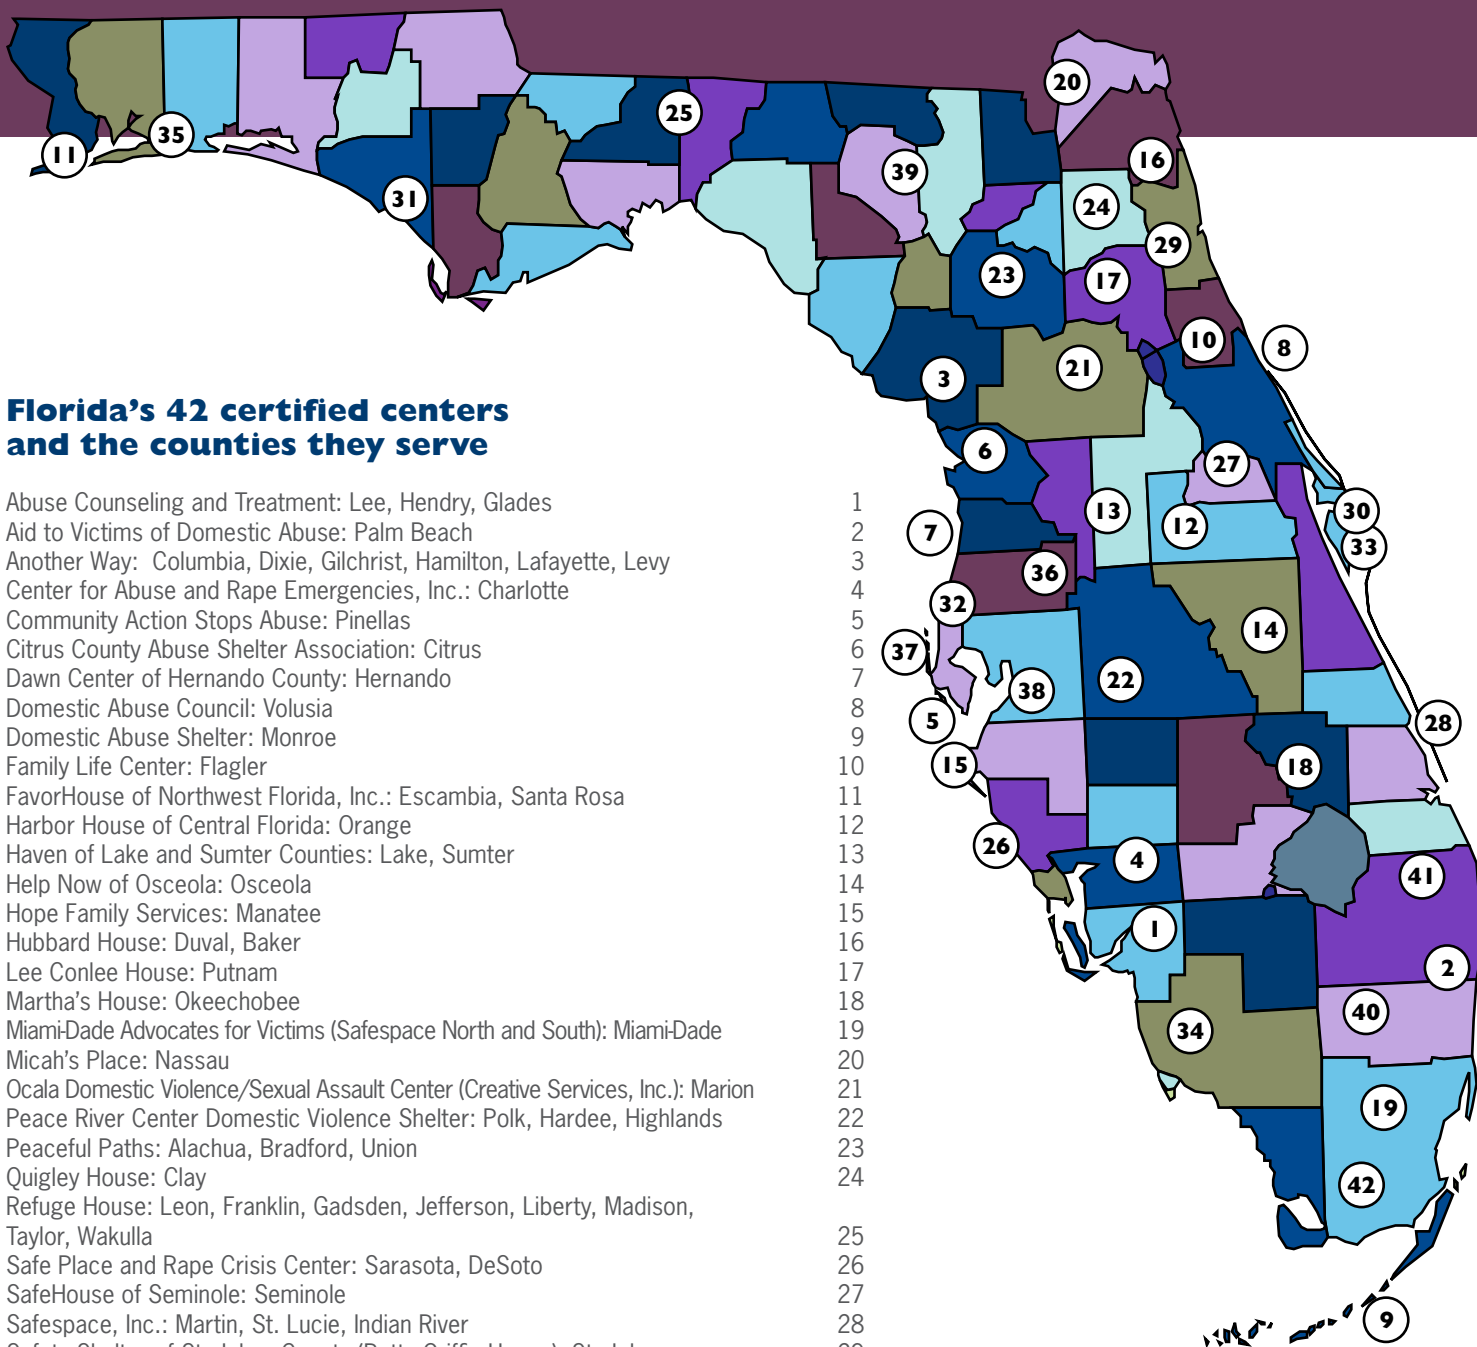 Florida's 42 certified centers
and the counties they serve
Abuse Counseling and Treatment: Lee, Hendry, Glades 1
Aid to Victims of Domestic Abuse: Palm Beach 2
Another Way: Columbia, Dixie, Gilchrist, Hamilton, Lafayette, Levy 3
Center for Abuse and Rape Emergencies, Inc.: Charlotte 4
Community Action Stops Abuse: Pinellas 5
Citrus County Abuse Shelter Association: Citrus 6
Dawn Center of Hernando County: Hernando 7
Domestic Abuse Council: Volusia 8
Domestic Abuse Shelter: Monroe 9
Family Life Center: Flagler 10
FavorHouse of Northwest Florida, Inc.: Escambia, Santa Rosa 11
Harbor House of Central Florida: Orange 12
Haven of Lake and Sumter Counties: Lake, Sumter 13
Help Now of Osceola: Osceola 14
Hope Family Services: Manatee 15
Hubbard House: Duval, Baker 16
Lee Conlee House: Putnam 17
Martha's House: Okeechobee 18
Miami-Dade Advocates for Victims (Safespace North and South): Miami-Dade 19
Micah's Place: Nassau 20
Ocala Domestic Violence/Sexual Assault Center (Creative Services, Inc.): Marion 21
Peace River Center Domestic Violence Shelter: Polk, Hardee, Highlands 22
Peaceful Paths: Alachua, Bradford, Union 23
Quigley House: Clay 24
Refuge House: Leon, Franklin, Gadsden, Jefferson, Liberty, Madison,
Taylor, Wakulla 25
Safe Place and Rape Crisis Center: Sarasota, DeSoto 26
SafeHouse of Seminole: Seminole 27
Safespace, Inc.: Martin, St. Lucie, Indian River 28
20
25
35
11
16
39
31
24
29
23
17
10
8
21
3
6
27
13
12
30
7
33
36
32
14
37
38
22
5
28
15
18
26
4
41
1
2
40
34
19
42
9